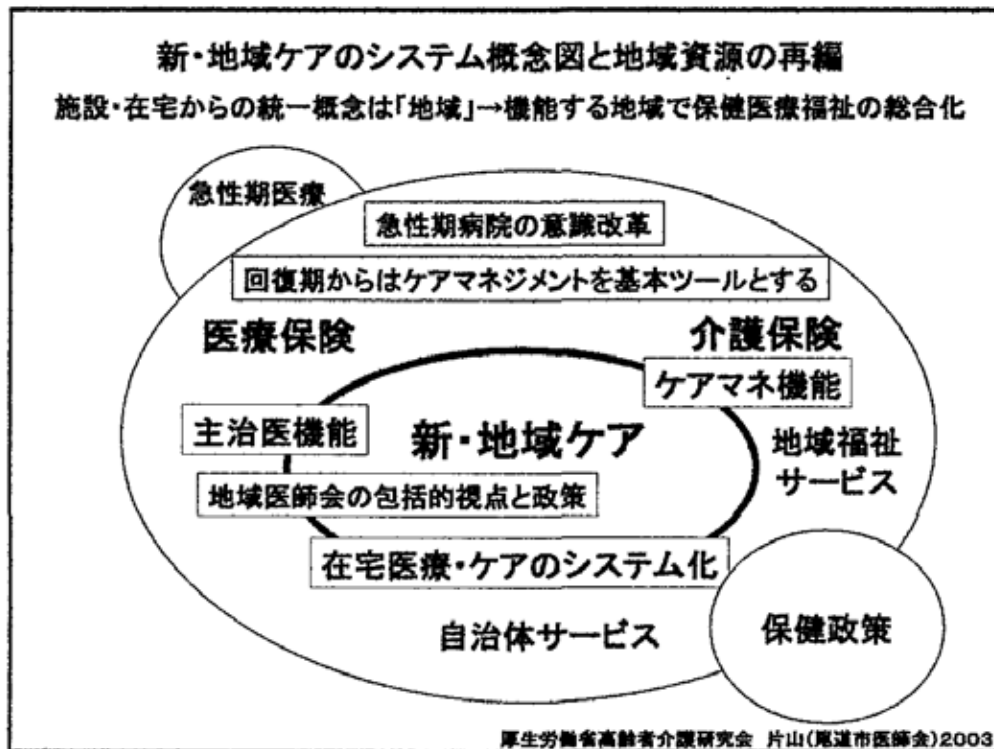 新・地域ケアのシステム概念図と地域資源の再編
施設・在宅からの統一概念は「地域」→機能する地域で保健医療福祉の総合化
急性期医療
急性期病院の意識改革
回復期からはケアマネジメントを基本ツールとする
医療保険
介護保険
ケアマネ機能
主治医機能
新・地域ケア
地域福祉
サービス
地域医師会の包括的視点と政策
在宅医療・ケアのシステム化
自治体サービス
保健政策
厚生労働省高齢者介護研究会 片山(尾道市医師会)2003